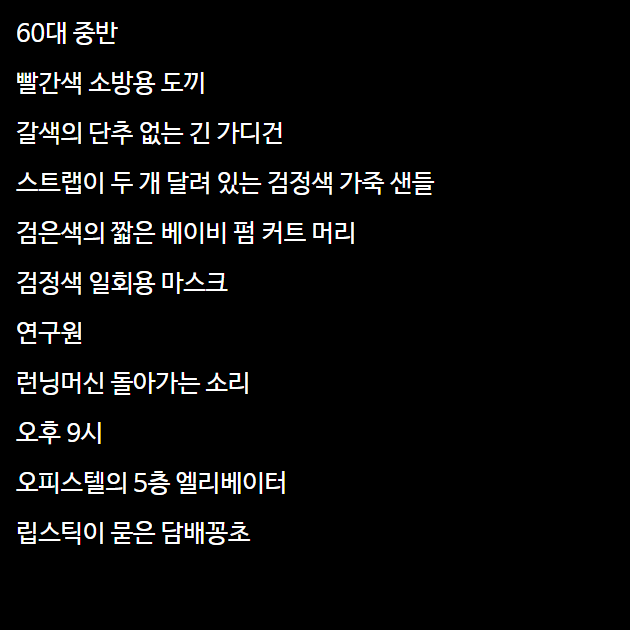 60대 중반
빨간색 소방용 도끼
갈색의 단추 없는 긴 가디건
스트랩이 두 개 달려 있는 검정색 가죽 샌들
검은색의 짧은 베이비 펌 커트 머리
검정색 일회용 마스크
연구원
런닝머신 돌아가는 소리
오후 9시
오피스텔의 5층 엘리베이터
립스틱이 묻은 담배꽁초